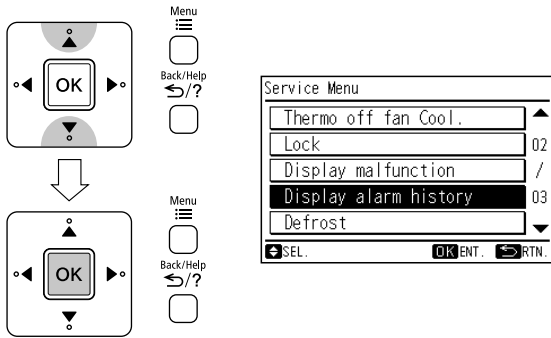 Menu
OK
Back/Help
/?
Menu
OK
Back/Help
/?
Service Menu
Thermo off fan Cool.
Lock
02
Display malfunction
/
Display alarm history
03
Defrost
SEL. OK ENT. RTN.